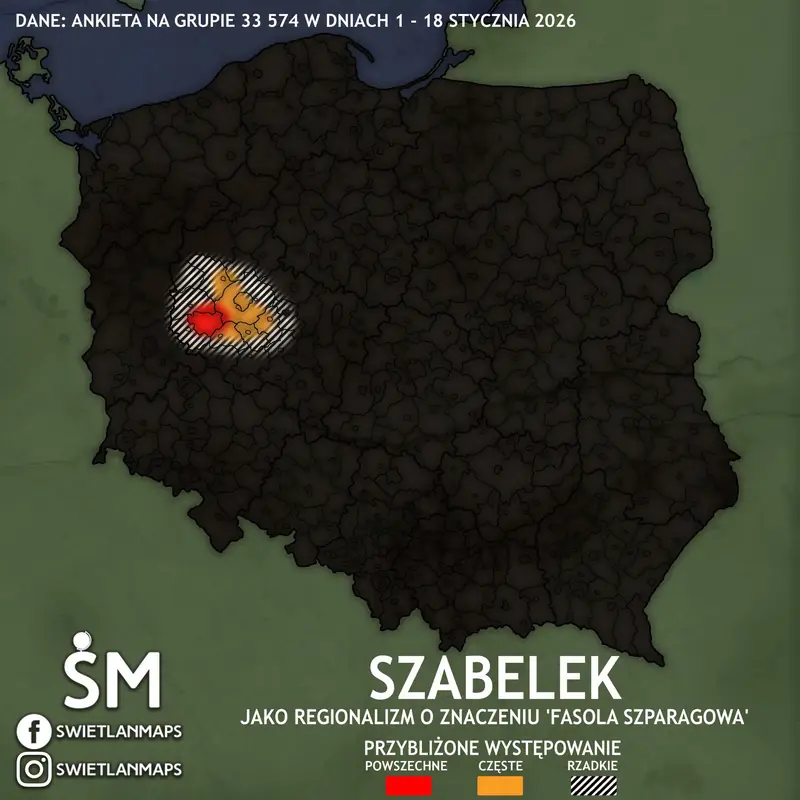 DANE: ANKIETA NA GRUPIE 33 574 W DNIACH 1 - 18 STYCZNIA 2026
ŚM
SWIETLANMAPS
SWIETLANMAPS
SZABELEK
JAKO REGIONALIZM O ZNACZENIU 'FASOLA SZPARAGOWA'
PRZYBLIŻONE WYSTĘPOWANIE
POWSZECHNE CZĘSTE RZADKIE